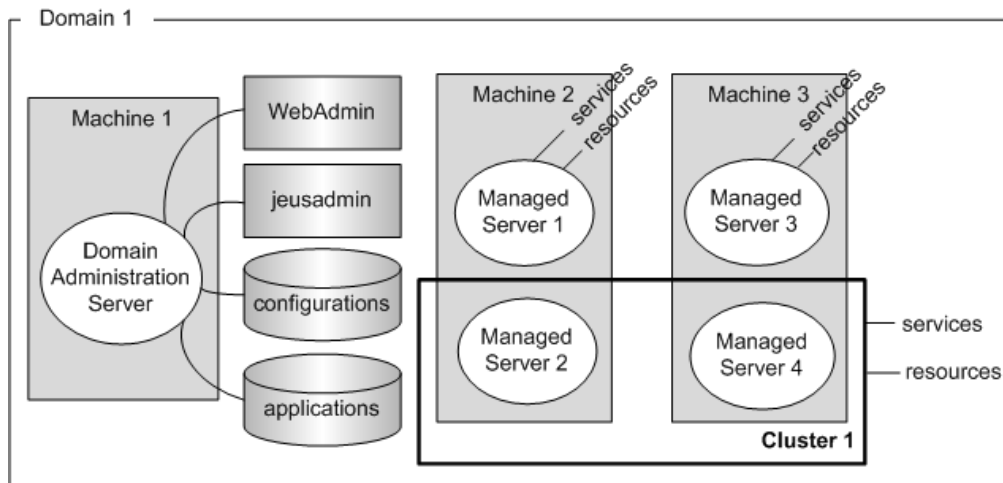 Domain 1
Machine 1
Domain
Administration
Server
WebAdmin
jeusadmin
configurations
applications
Machine 2
services
resources
Managed
Server 1
Managed
Server 2
Machine 3
services
resources
Managed
Server 3
Managed
Server 4
Cluster 1
services
resources